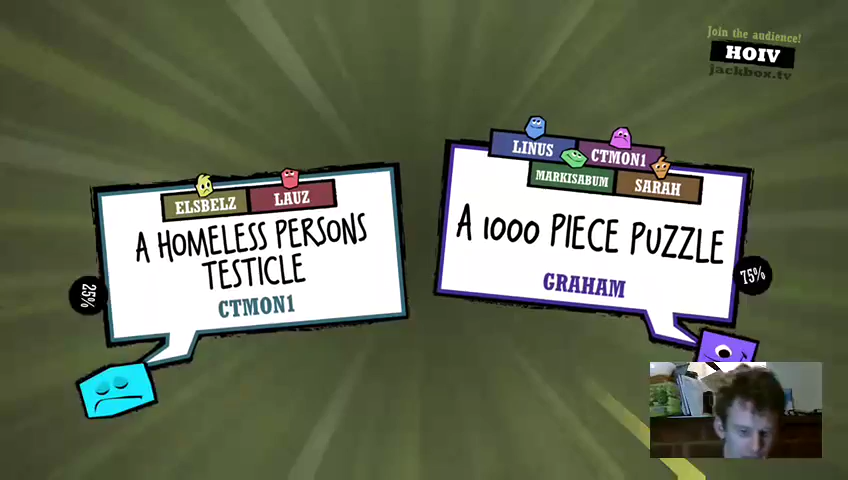 Join the audience!
HOIV
jackbox.tv
LINUS
CTMON1
MARKISABUM
SARAH
ELSBELZ
LAUZ
A HOMELESS PERSONS
TESTICLE
CTMON1
25%
A 1000 PIECE PUZZLE
GRAHAM
75%